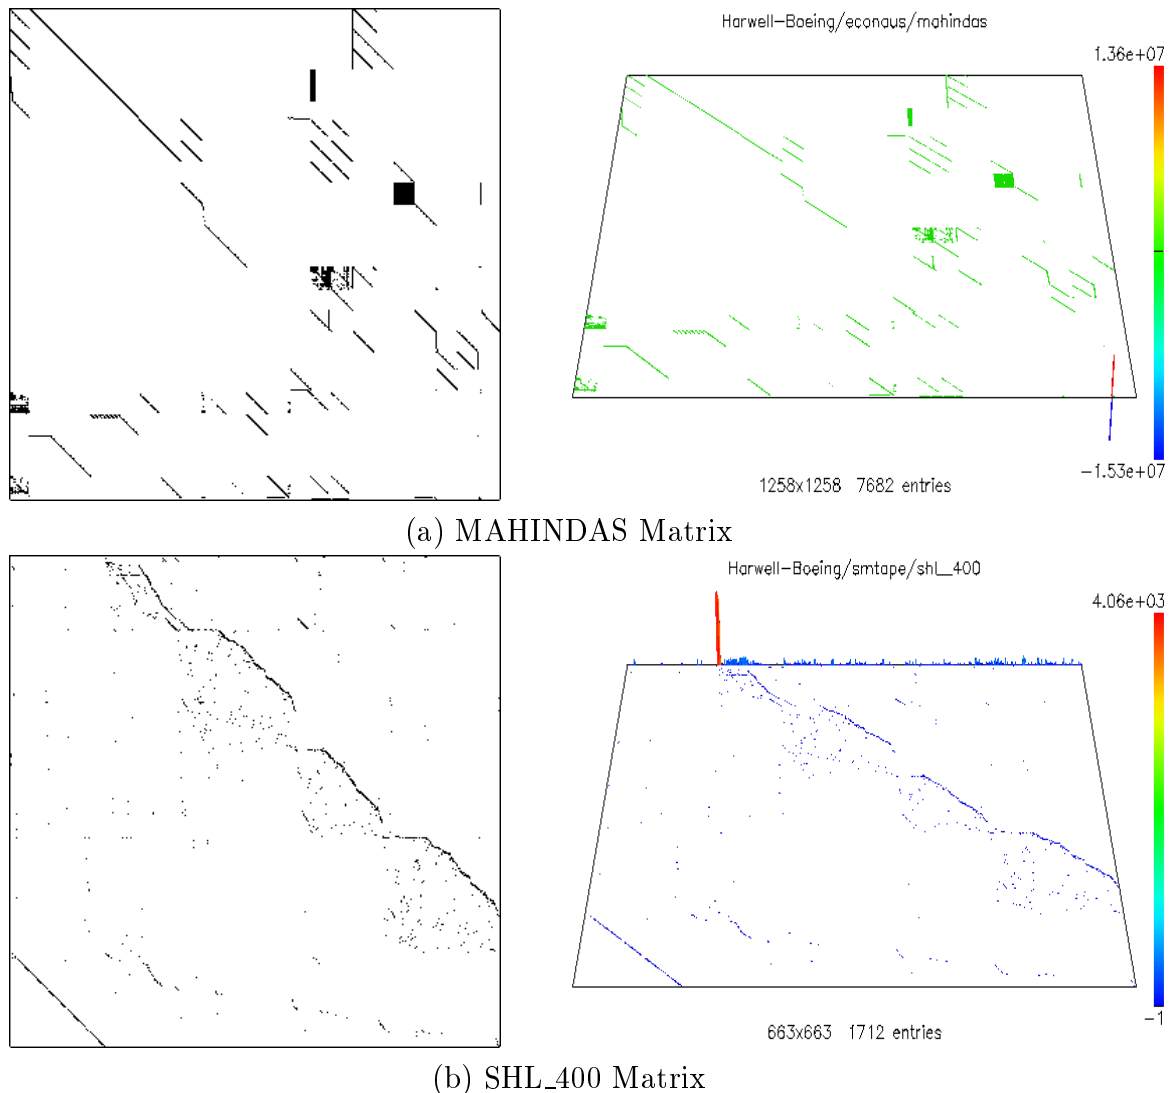 Harwell-Boeing/econaus/mahindas
1.36e+07
-1.53e+07
1258x1258 7682 entries
(a) MAHINDAS Matrix
Harwell-Boeing/smtape/shl_400
4.06e+03
-1
663x663 1712 entries
(b) SHL_400 Matrix